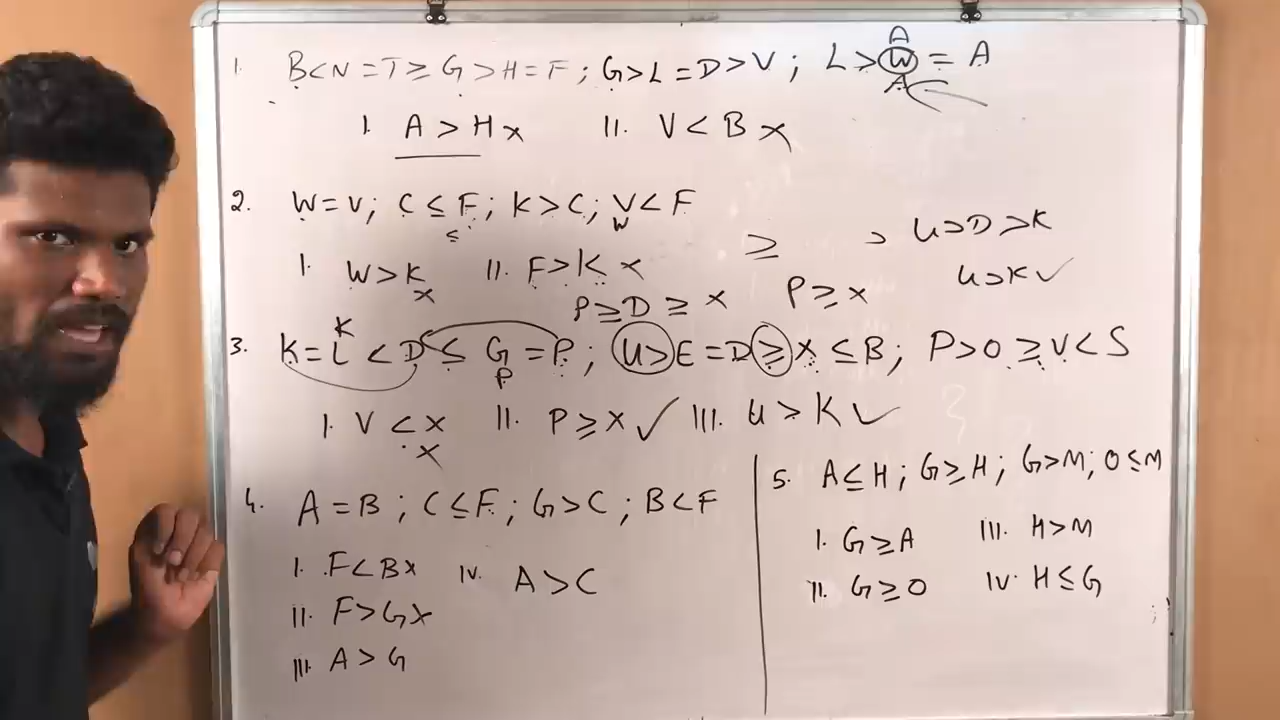 1. B<N=T≥G>H=F; G>L=D>V; L>W=A
A
A
I. A>H x II. V<B x
2. W=V; C≤F; K>C; V<F
≤ W
I. W>K x II. F>K x
≥ > U>D>K
U>K ✓
P≥D≥x P≥x
K
3. K=L<D≤G=P; U>E=D≥X≤B; P>O≥V<S
P
I. V<x x II. P≥x ✓ III. U>K ✓
4. A=B; C≤F; G>C; B<F
I. F<B x IV. A>C
II. F>G x
III. A>G
5. A≤H; G≥H; G>M; O≤M
I. G≥A III. H>M
II. G≥O IV. H≤G